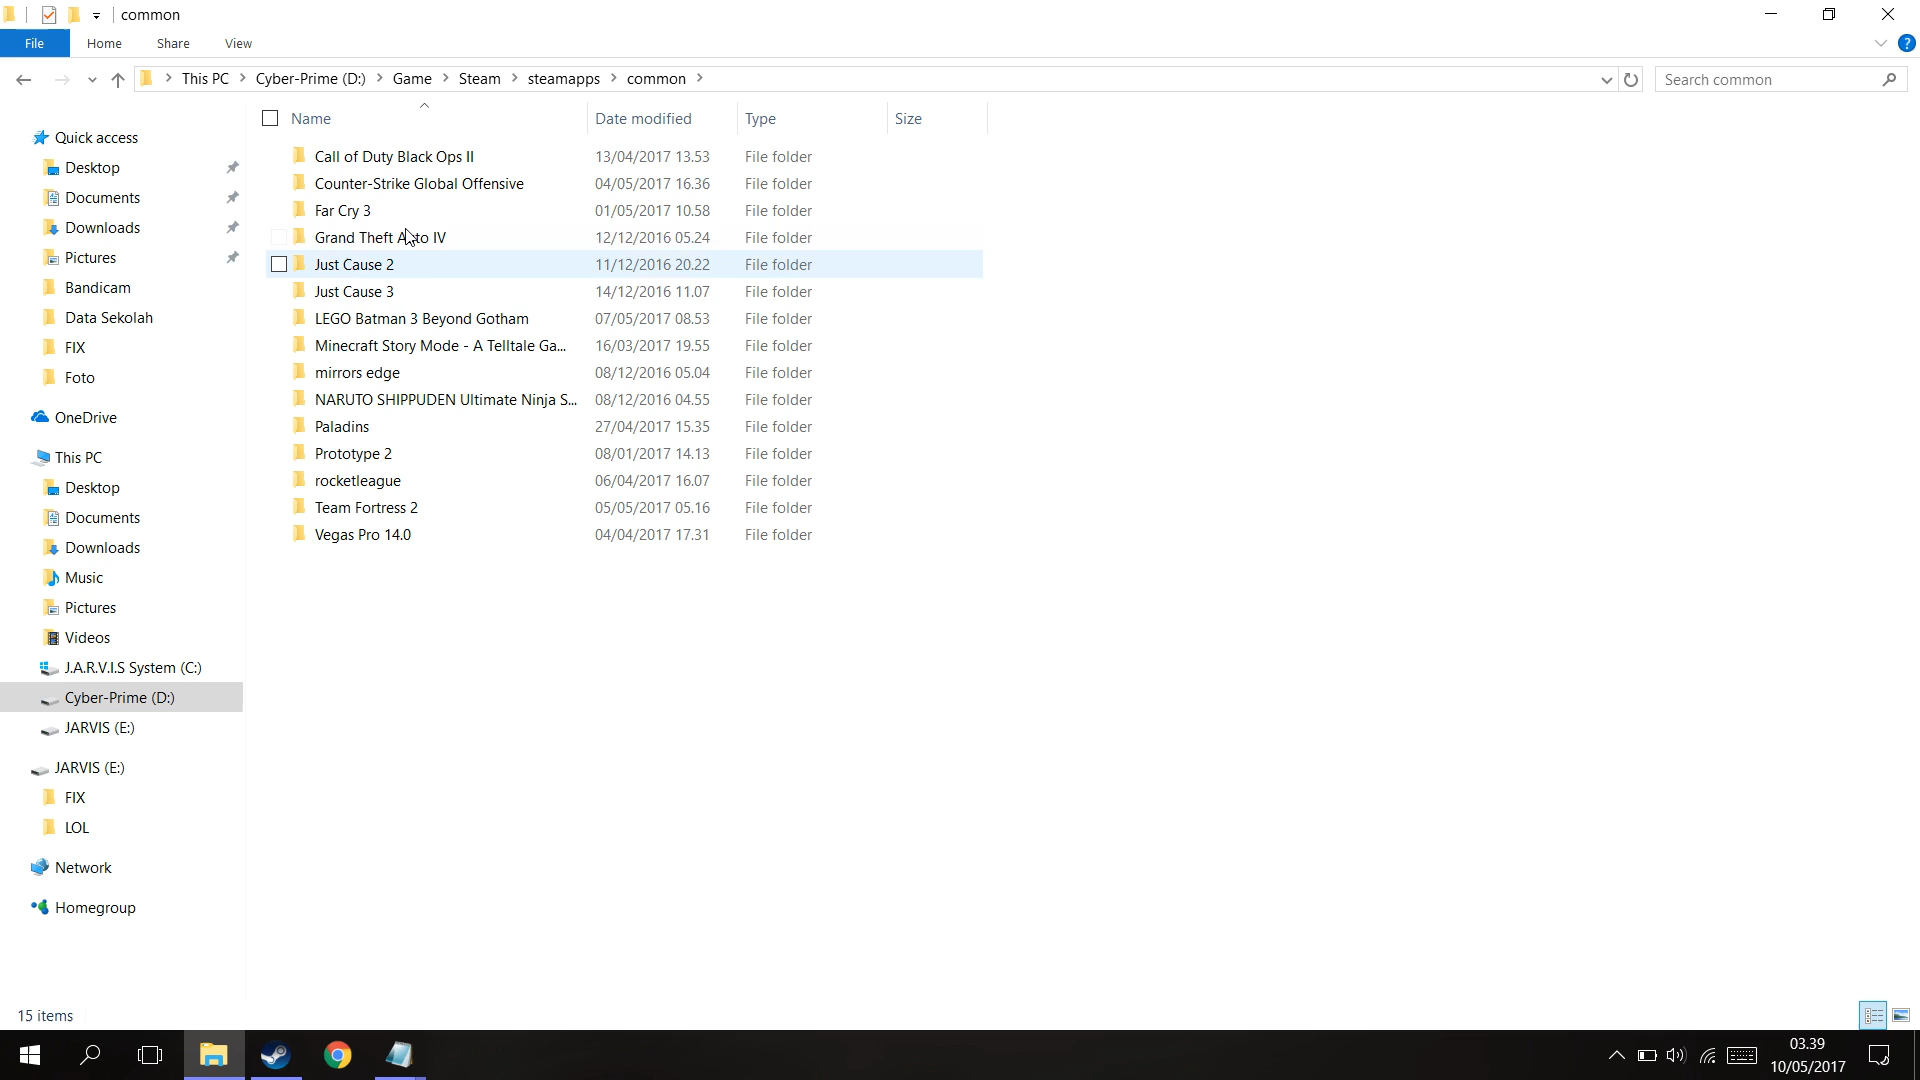 common
File Home Share View
This PC Cyber-Prime (D:) Game Steam steamapps common
Search common
Name Date modified Type Size
Quick access
Desktop
Documents
Downloads
Pictures
Bandicam
Data Sekolah
FIX
Foto
OneDrive
This PC
Desktop
Documents
Downloads
Music
Pictures
Videos
J.A.R.V.I.S System (C:)
Cyber-Prime (D:)
JARVIS (E:)
JARVIS (E:)
FIX
LOL
Network
Homegroup
Call of Duty Black Ops II 13/04/2017 13.53 File folder
Counter-Strike Global Offensive 04/05/2017 16.36 File folder
Far Cry 3 01/05/2017 10.58 File folder
Grand Theft Auto IV 12/12/2016 05.24 File folder
Just Cause 2 11/12/2016 20.22 File folder
Just Cause 3 14/12/2016 11.07 File folder
LEGO Batman 3 Beyond Gotham 07/05/2017 08.53 File folder
Minecraft Story Mode - A Telltale Ga... 16/03/2017 19.55 File folder
mirrors edge 08/12/2016 05.04 File folder
NARUTO SHIPPUDEN Ultimate Ninja S... 08/12/2016 04.55 File folder
Paladins 27/04/2017 15.35 File folder
Prototype 2 08/01/2017 14.13 File folder
rocketleague 06/04/2017 16.07 File folder
Team Fortress 2 05/05/2017 05.16 File folder
Vegas Pro 14.0 04/04/2017 17.31 File folder
15 items
03.39
10/05/2017